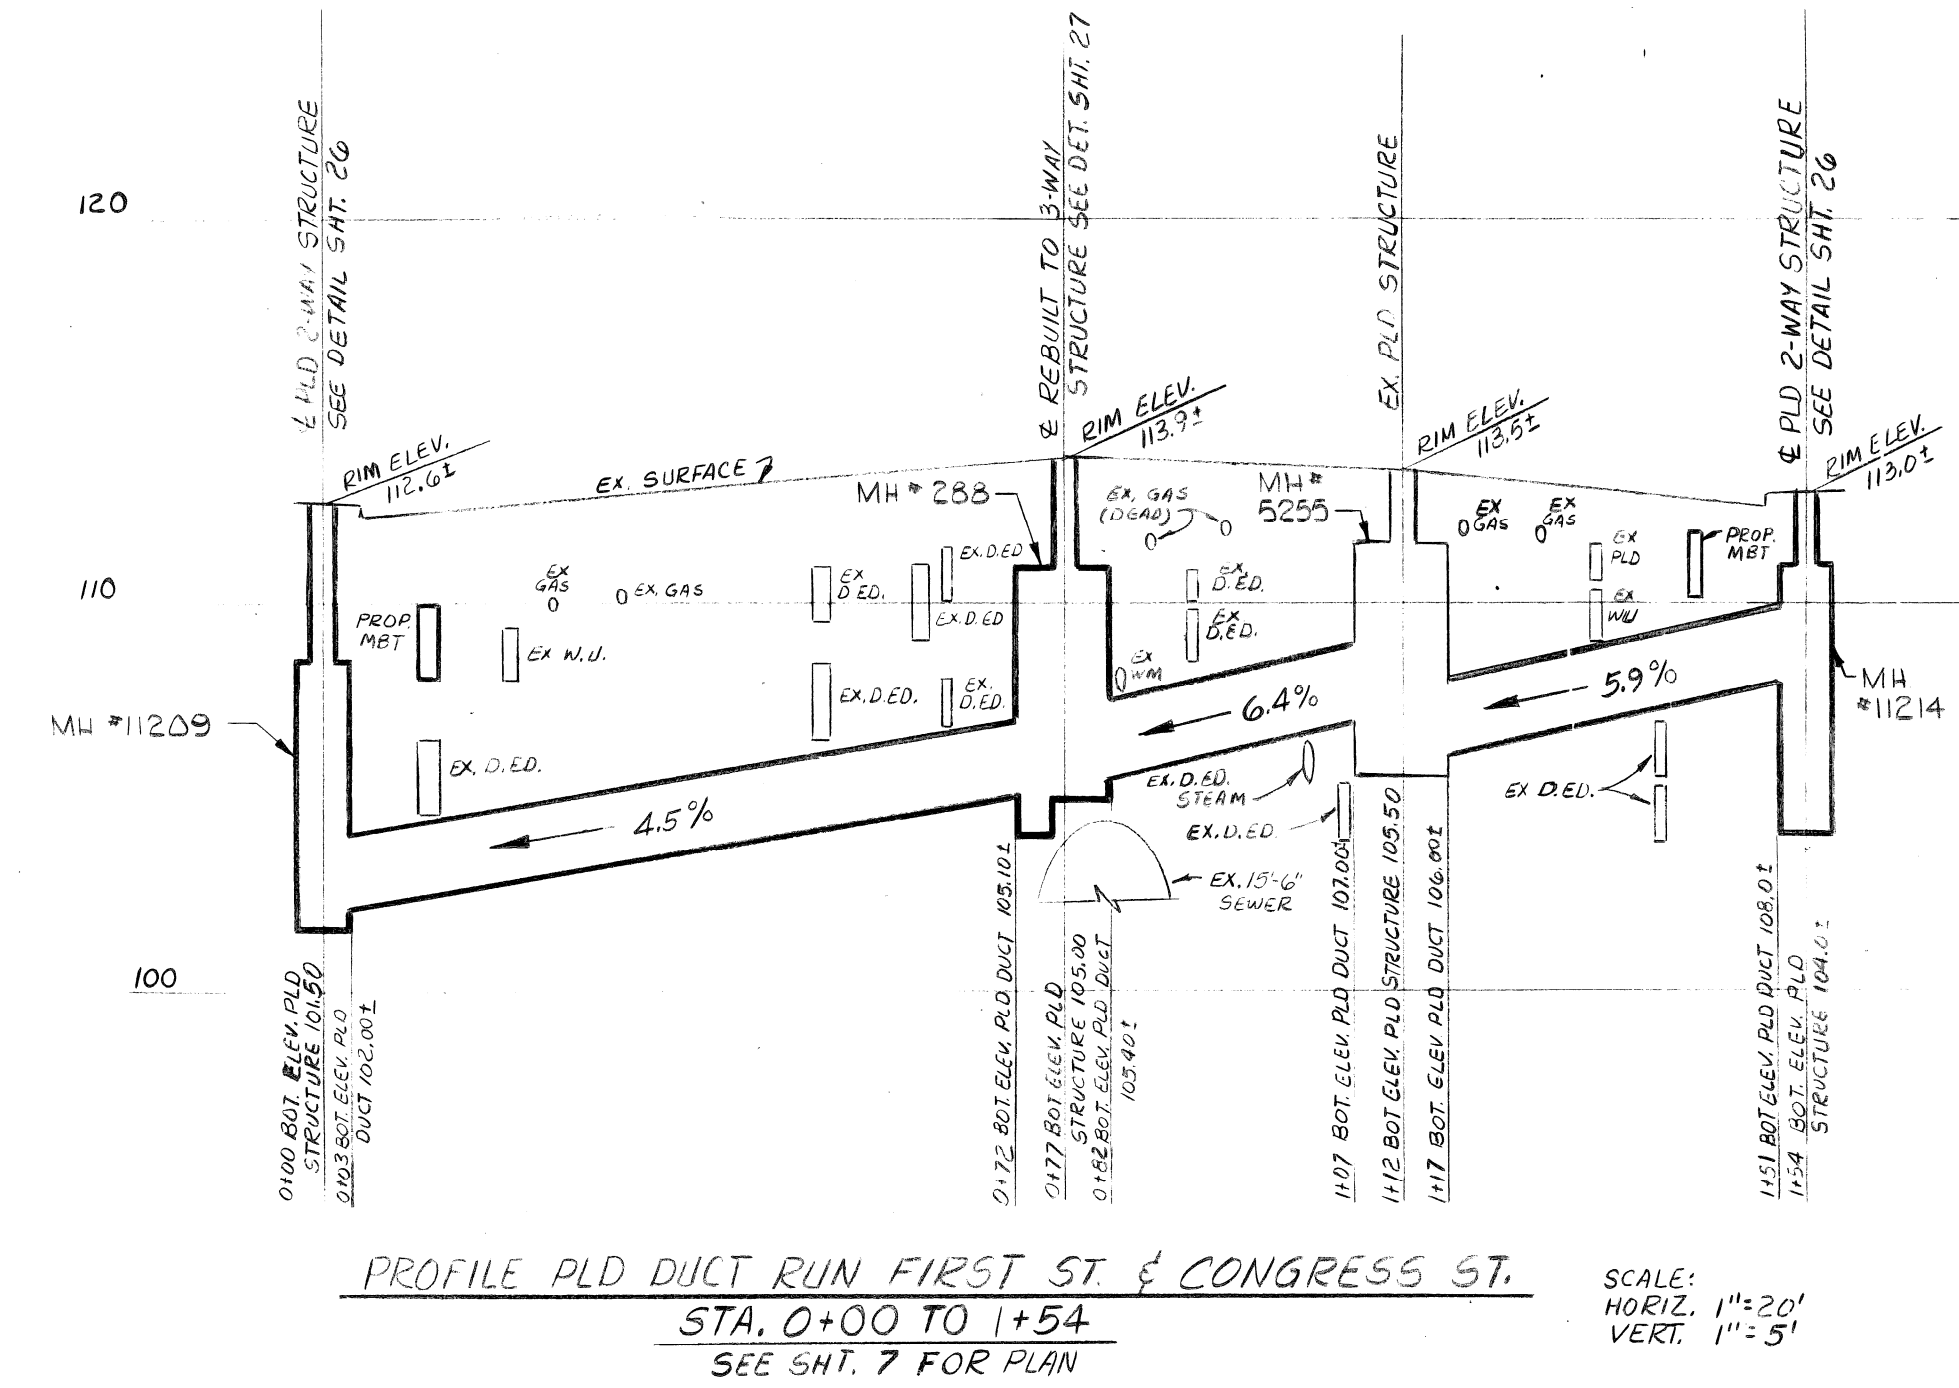 120
110
100
℄ PLD 2-WAY STRUCTURE
SEE DETAIL SHT. 26
℄ REBUILT TO 3-WAY
STRUCTURE SEE DET. SHT. 27
EX. PLD STRUCTURE
℄ PLD 2-WAY STRUCTURE
SEE DETAIL SHT. 26
RIM ELEV.
112.6±
EX. SURFACE
RIM ELEV.
113.9±
RIM ELEV.
113.5±
RIM ELEV.
113.0±
MH # 288
EX. GAS
(DEAD)
MH #
5255
EX
GAS
EX
GAS
EX
PLD
PROP.
MBT
EX
GAS
EX. GAS
EX
D.ED.
EX.D.ED
EX.D.ED
EX.
D.ED.
EX.
D.ED.
EX
WU
PROP.
MBT
EX W.U.
EX.D.ED.
EX.
D.ED.
EX
WM
MH #11209
EX. D.ED.
4.5%
6.4%
5.9%
MH
#11214
EX.D.ED.
STEAM
EX.D.ED.
EX D.ED.
EX. 15'-6"
SEWER
0+00 BOT. ELEV. PLD
STRUCTURE 101.50
0+03 BOT. ELEV. PLD
DUCT 102.00±
0+72 BOT. ELEV. PLD. DUCT 105.10±
0+77 BOT ELEV. PLD
STRUCTURE 105.00
0+82 BOT. ELEV. PLD DUCT
105.40±
1+07 BOT. ELEV. PLD DUCT 107.00±
1+12 BOT ELEV. PLD STRUCTURE 105.50
1+17 BOT. ELEV PLD DUCT 106.00±
1+51 BOT ELEV. PLD DUCT 108.0±
1+54 BOT. ELEV. PLD
STRUCTURE 104.0±
PROFILE PLD DUCT RUN FIRST ST. & CONGRESS ST.
STA. 0+00 TO 1+54
SEE SHT. 7 FOR PLAN
SCALE:
HORIZ. 1"=20'
VERT. 1"=5'